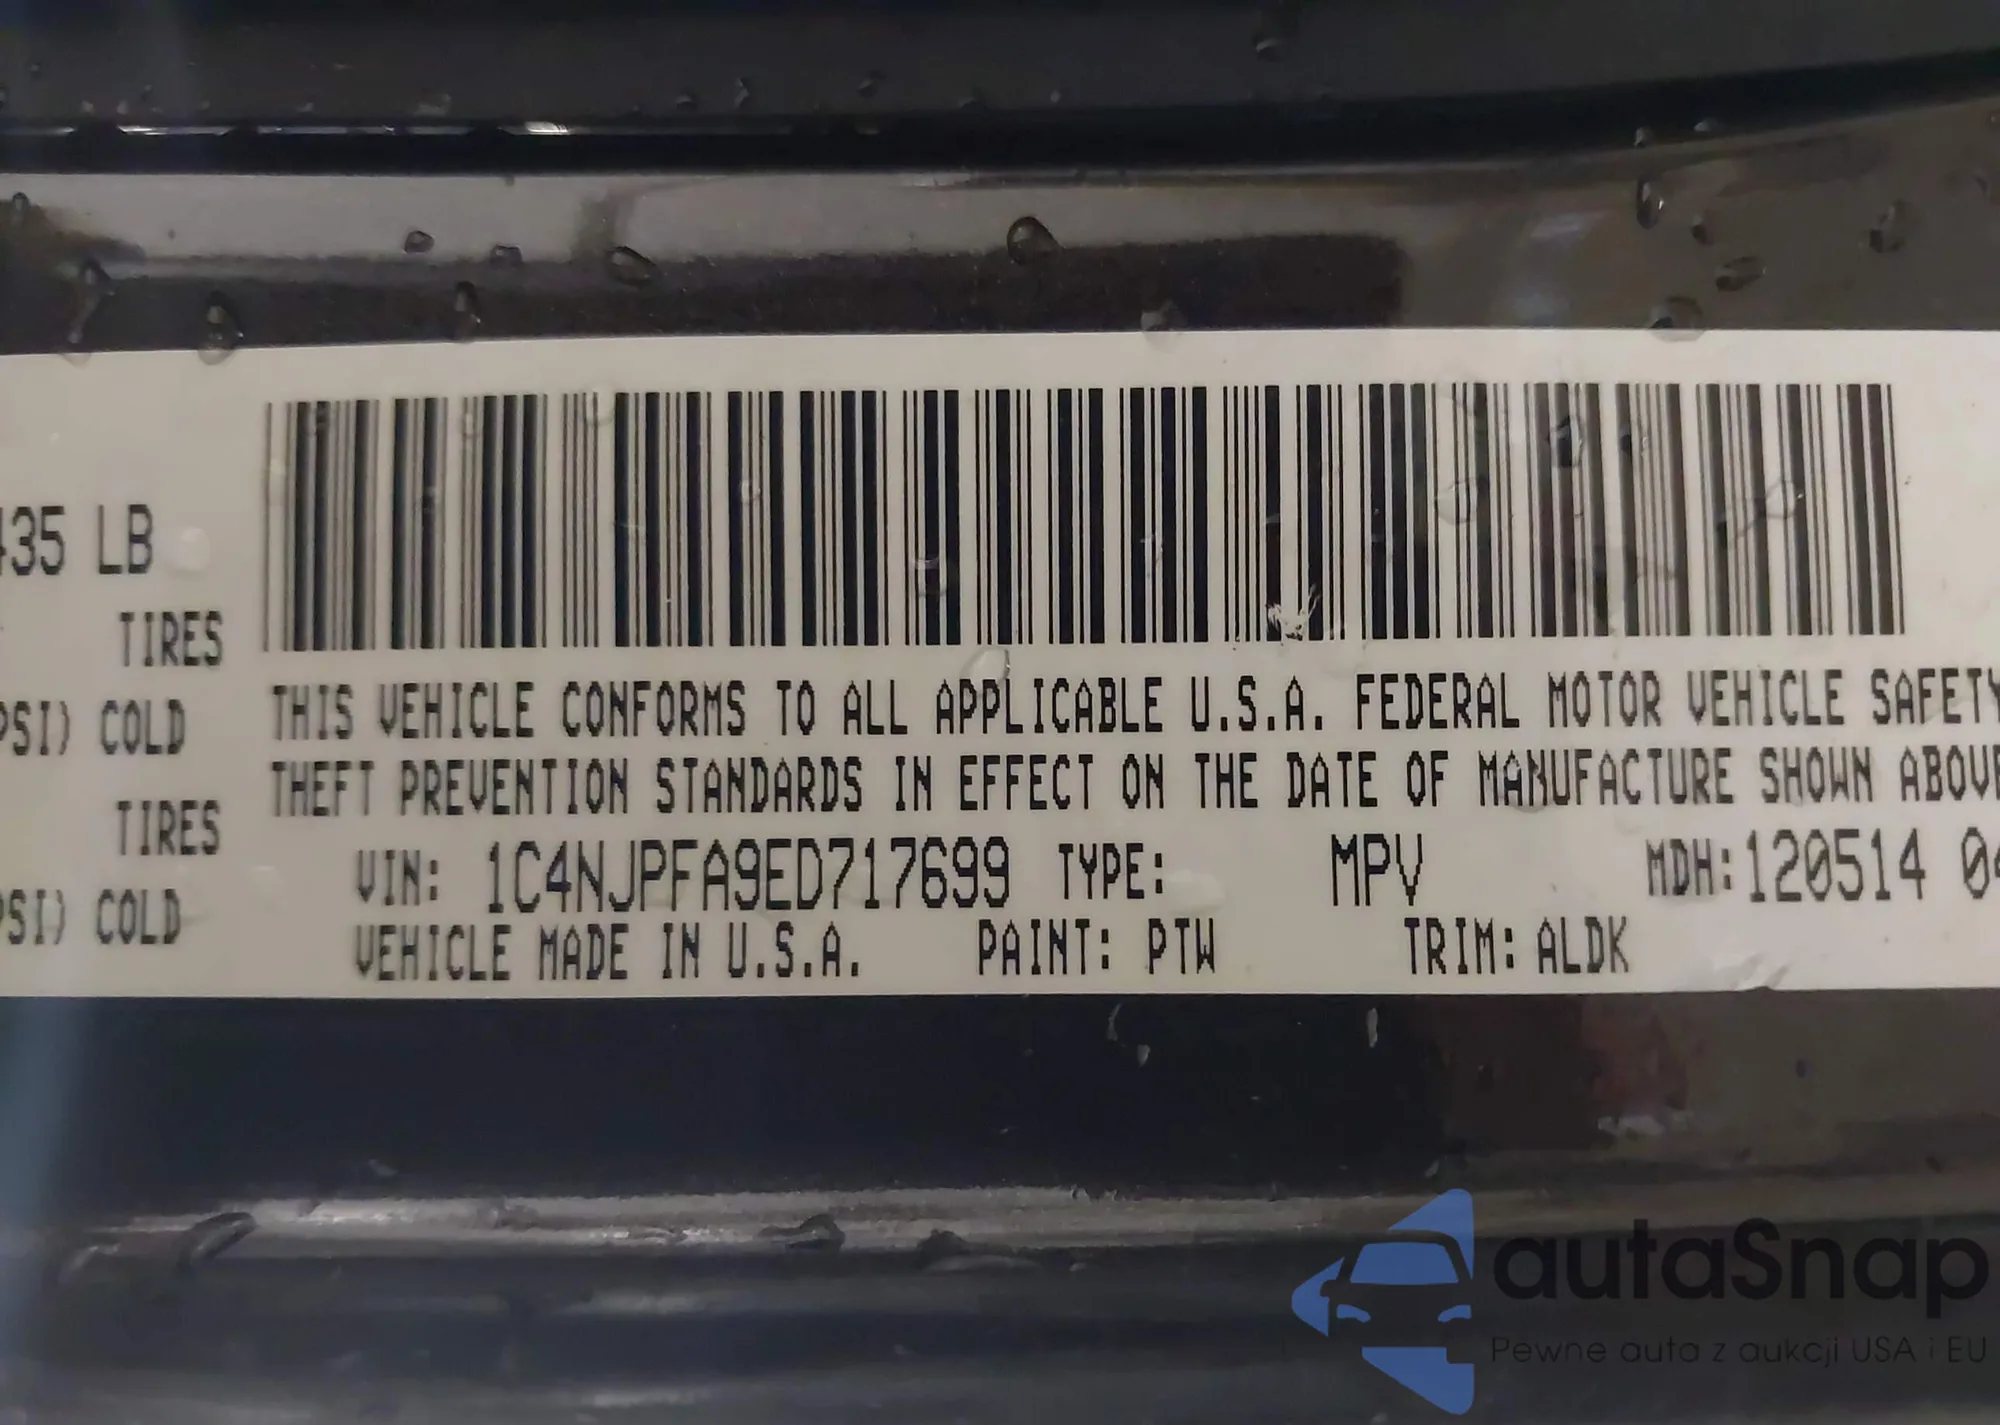 435 LB
TIRES
PSI) COLD
TIRES
PSI) COLD
THIS VEHICLE CONFORMS TO ALL APPLICABLE U.S.A. FEDERAL MOTOR VEHICLE SAFETY
THEFT PREVENTION STANDARDS IN EFFECT ON THE DATE OF MANUFACTURE SHOWN ABOVE
VIN: 1C4NJPFA9ED717699 TYPE: MPV MDH:120514 04
VEHICLE MADE IN U.S.A. PAINT: PTW TRIM: ALDK
autaSnap
Pewne auta z aukcji USA i EU